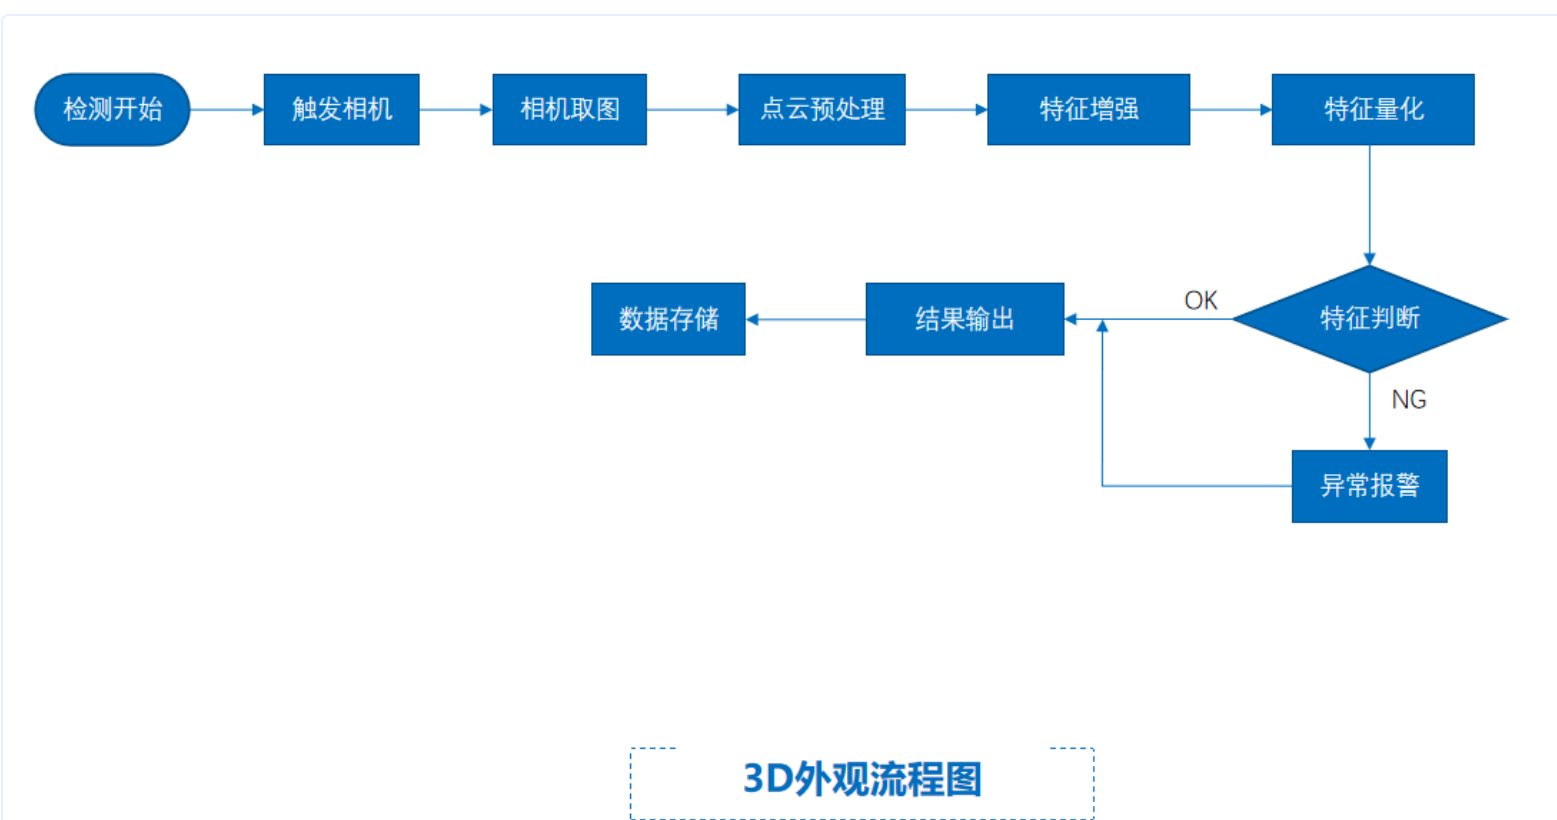 检测开始
触发相机
相机取图
点云预处理
特征增强
特征量化
数据存储
结果输出
OK
特征判断
NG
异常报警
3D外观流程图